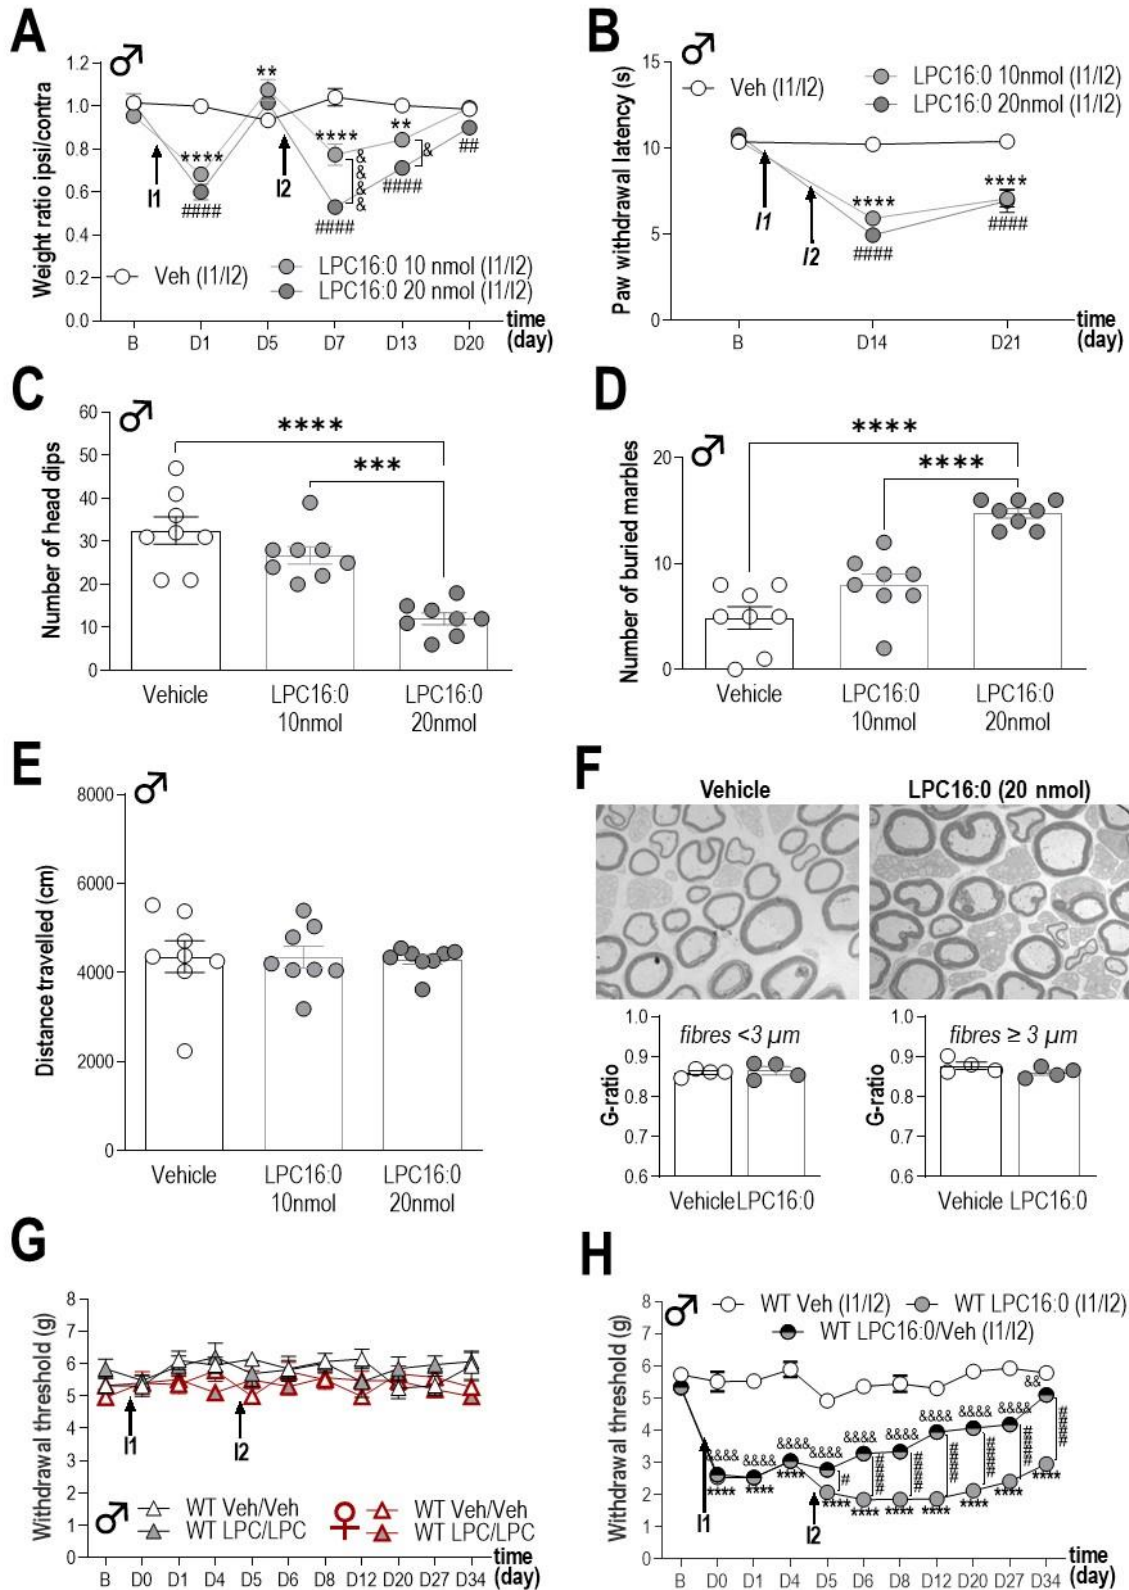 A
♂
1.2
1.0
0.8
0.6
0.4
0.2
0.0
Weight ratio ipsi/contra
**
****
****
**
I1
I2
&
&
&
&
&
####
####
####
##
Veh (I1/I2)
LPC16:0 10 nmol (I1/I2)
LPC16:0 20 nmol (I1/I2)
B D1 D5 D7 D13 D20
time
(day)
B
♂
15
10
5
0
Paw withdrawal latency (s)
Veh (I1/I2)
LPC16:0 10nmol (I1/I2)
LPC16:0 20nmol (I1/I2)
I1
I2
****
####
****
####
B D14 D21
time
(day)
C
♂
60
50
40
30
20
10
0
Number of head dips
****
***
Vehicle LPC16:0 LPC16:0
10nmol 20nmol
D
♂
20
10
0
Number of buried marbles
****
****
Vehicle LPC16:0 LPC16:0
10nmol 20nmol
E
♂
8000
6000
4000
2000
0
Distance travelled (cm)
Vehicle LPC16:0 LPC16:0
10nmol 20nmol
F
Vehicle LPC16:0 (20 nmol)
1.0
0.9
0.8
0.7
0.6
G-ratio
fibres <3 µm
Vehicle LPC16:0
1.0
0.9
0.8
0.7
0.6
G-ratio
fibres ≥ 3 µm
Vehicle LPC16:0
G
8
7
6
5
4
3
2
1
0
Withdrawal threshold (g)
I1
I2
♂
WT Veh/Veh
WT LPC/LPC
♀
WT Veh/Veh
WT LPC/LPC
B D0 D1 D4 D5 D6 D8 D12 D20 D27 D34
time
(day)
H
♂
8
7
6
5
4
3
2
1
0
Withdrawal threshold (g)
WT Veh (I1/I2)
WT LPC16:0 (I1/I2)
WT LPC16:0/Veh (I1/I2)
&&&& &&&& &&&& &&&& &&&& &&&& &&&& &&&& &&&& &&
# #### #### #### #### #### ####
**** **** **** **** **** **** **** **** **** ****
I1
I2
B D0 D1 D4 D5 D6 D8 D12 D20 D27 D34
time
(day)